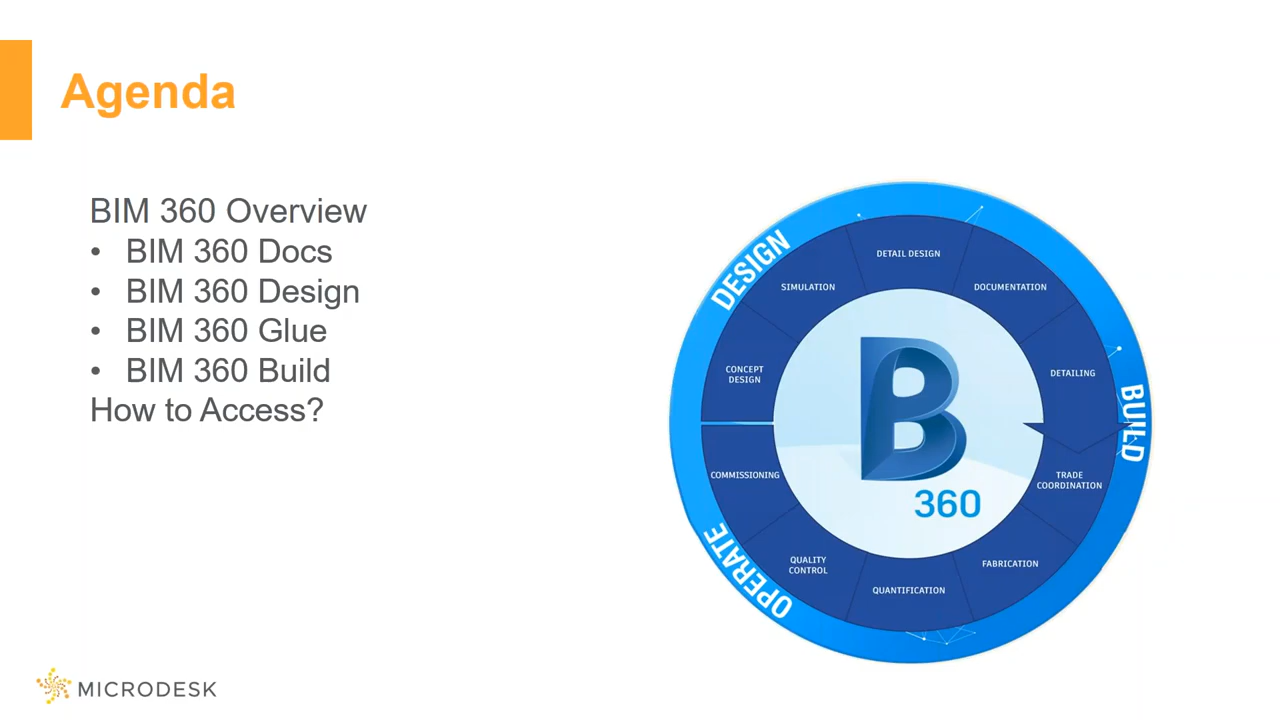 Agenda
BIM 360 Overview
• BIM 360 Docs
• BIM 360 Design
• BIM 360 Glue
• BIM 360 Build
How to Access?
DESIGN
BUILD
OPERATE
CONCEPT
DESIGN
SIMULATION
DETAIL DESIGN
DOCUMENTATION
DETAILING
TRADE
COORDINATION
FABRICATION
QUANTIFICATION
QUALITY
CONTROL
COMMISSIONING
B
360
MICRODESK